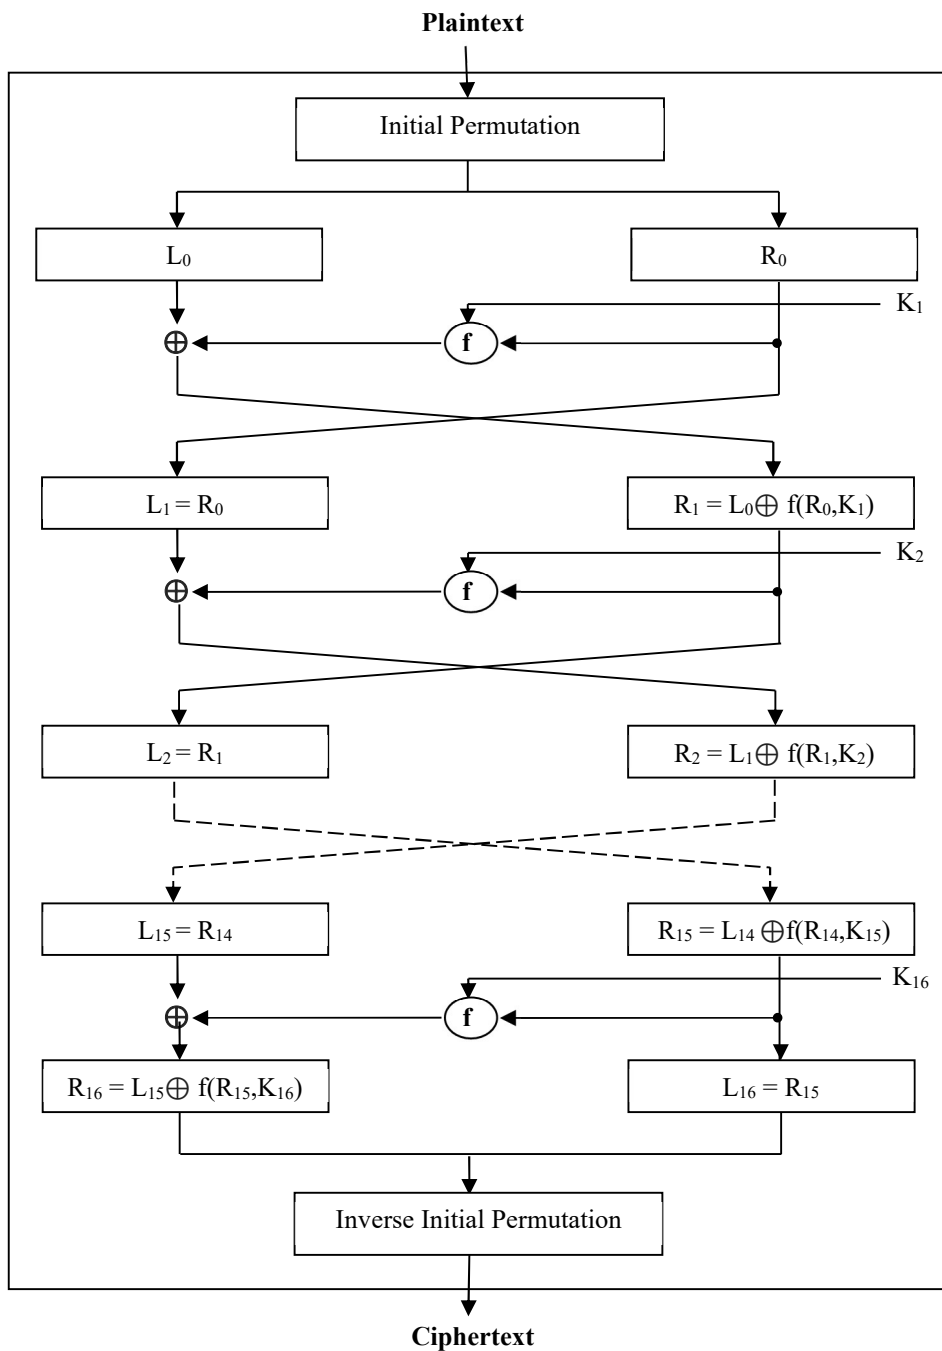 Plaintext
Initial Permutation
L₀
R₀
K₁
⊕
f
L₁ = R₀
R₁ = L₀⊕ f(R₀,K₁)
K₂
⊕
f
L₂ = R₁
R₂ = L₁⊕ f(R₁,K₂)
L₁₅ = R₁₄
R₁₅ = L₁₄ ⊕f(R₁₄,K₁₅)
K₁₆
⊕
f
R₁₆ = L₁₅⊕ f(R₁₅,K₁₆)
L₁₆ = R₁₅
Inverse Initial Permutation
Ciphertext